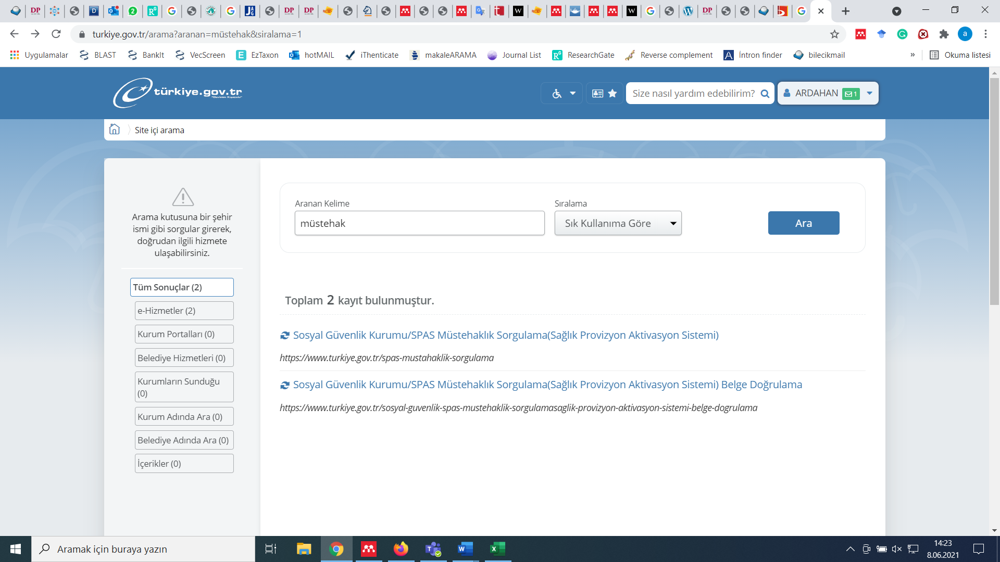 turkiye.gov.tr/arama?aranan=müstehak&siralama=1
Uygulamalar
BLAST
BankIt
VecScreen
EzTaxon
hotMAIL
iThenticate
makaleARAMA
Journal List
ResearchGate
Reverse complement
İntron finder
bilecikmail
»
Okuma listesi
türkiye.gov.tr
"Devletin Kısayolu"
Size nasıl yardım edebilirim?
ARDAHAN
1
Site içi arama
Arama kutusuna bir şehir
ismi gibi sorgular girerek,
doğrudan ilgili hizmete
ulaşabilirsiniz.
Tüm Sonuçlar (2)
e-Hizmetler (2)
Kurum Portalları (0)
Belediye Hizmetleri (0)
Kurumların Sunduğu
(0)
Kurum Adında Ara (0)
Belediye Adında Ara (0)
İçerikler (0)
Aranan Kelime
müstehak
Sıralama
Sık Kullanıma Göre
Ara
Toplam 2 kayıt bulunmuştur.
Sosyal Güvenlik Kurumu/SPAS Müstehaklık Sorgulama(Sağlık Provizyon Aktivasyon Sistemi)
https://www.turkiye.gov.tr/spas-mustahaklik-sorgulama
Sosyal Güvenlik Kurumu/SPAS Müstehaklık Sorgulama(Sağlık Provizyon Aktivasyon Sistemi) Belge Doğrulama
https://www.turkiye.gov.tr/sosyal-guvenlik-spas-mustehaklik-sorgulamasaglik-provizyon-aktivasyon-sistemi-belge-dogrulama
Aramak için buraya yazın
14:23
8.06.2021